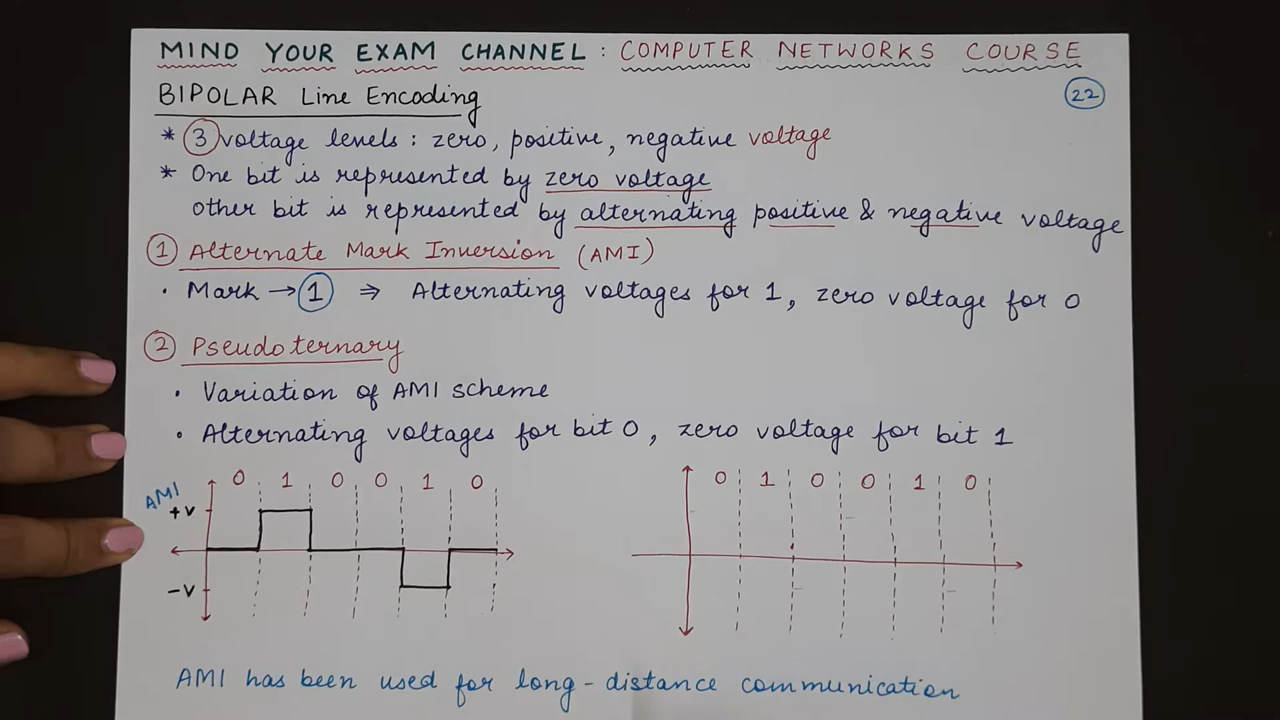 MIND YOUR EXAM CHANNEL : COMPUTER NETWORKS COURSE
BIPOLAR Line Encoding
22
* 3 voltage levels : zero, positive, negative voltage
* One bit is represented by zero voltage
other bit is represented by alternating positive & negative voltage
① Alternate Mark Inversion (AMI)
· Mark → 1 ⇒ Alternating voltages for 1, zero voltage for 0
② Pseudoternary
· Variation of AMI scheme
· Alternating voltages for bit 0, zero voltage for bit 1
AMI
0 1 0 0 1 0
+V
-V
0 1 0 0 1 0
AMI has been used for long-distance communication